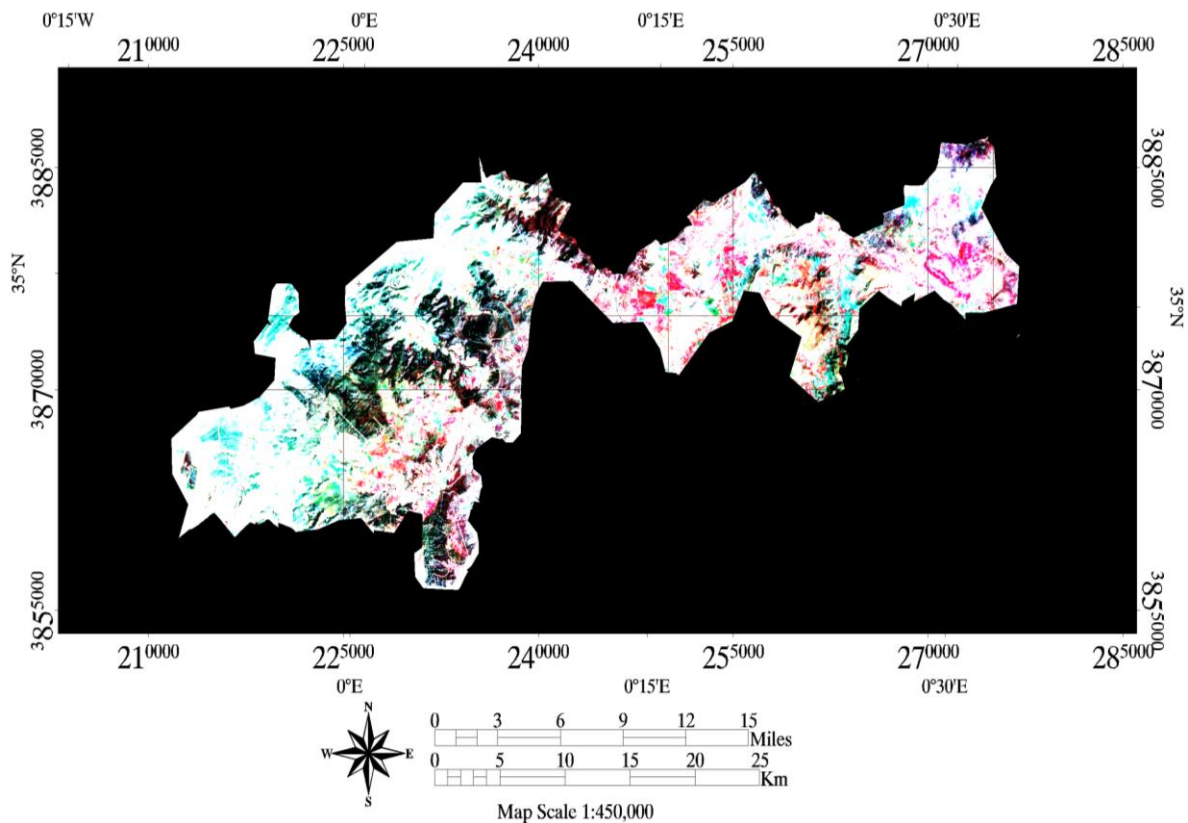 0°15'W 0°E 0°15'E 0°30'E
210000 225000 240000 255000 270000 285000
3885000 3885000
35°N 35°N
3870000 3870000
3855000 3855000
210000 225000 240000 255000 270000 285000
0°E 0°15'E 0°30'E
N
W E
S
0 3 6 9 12 15
Miles
0 5 10 15 20 25
Km
Map Scale 1:450,000